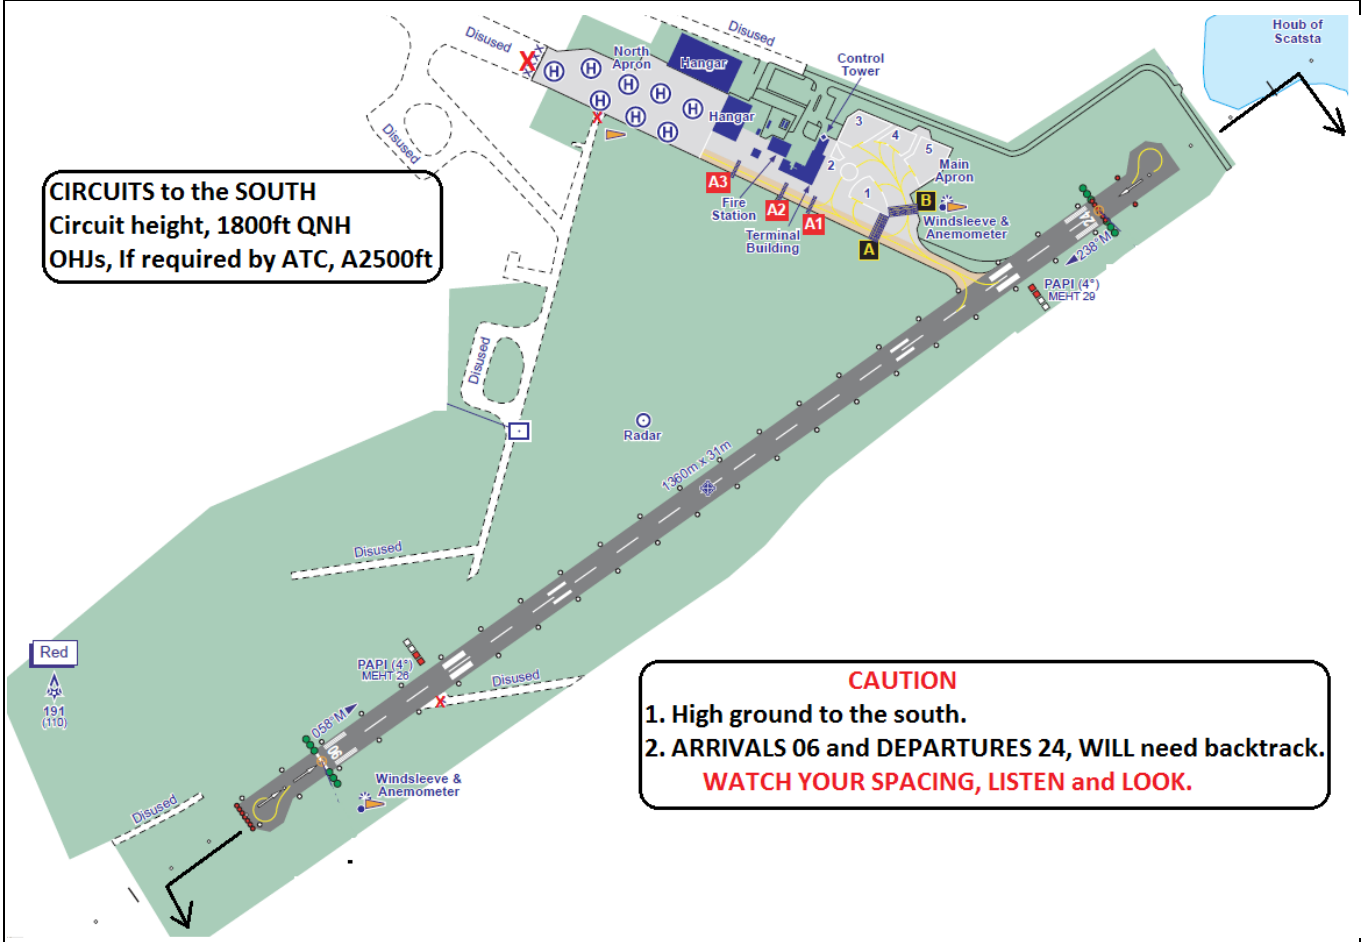 Disused
Disused
Houb of
Scatsta
North
Apron
Hangar
Control
Tower
X
X
X
X
H
H
H
H
H
H
H
H
Hangar
x
3
4
5
2
1
Main
Apron
Disused
A3
Fire
Station
A2
A1
Terminal
Building
B
A
Windsleeve &
Anemometer
24
238°M
PAPI (4°)
MEHT 29
CIRCUITS to the SOUTH
Circuit height, 1800ft QNH
OHJs, If required by ATC, A2500ft
Disused
Radar
1360m x 31m
Disused
Red
191
(110)
PAPI (4°)
MEHT 26
Disused
X
058°M
06
Windsleeve &
Anemometer
Disused
CAUTION
1. High ground to the south.
2. ARRIVALS 06 and DEPARTURES 24, WILL need backtrack.
WATCH YOUR SPACING, LISTEN and LOOK.